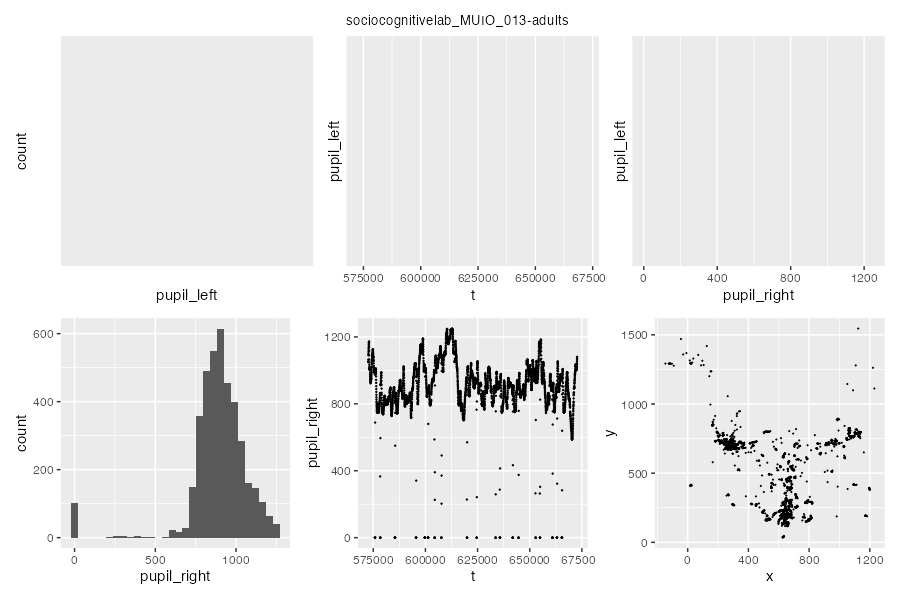 sociocognitivelab_MUIO_013-adults
count
pupil_left
pupil_left
575000 600000 625000 650000 67500
t
pupil_left
0 400 800 1200
pupil_right
count
600
400
200
0
0 500 1000
pupil_right
pupil_right
1200
800
400
0
575000 600000 625000 650000 67500
t
y
1500
1000
500
0
0 400 800 1200
x